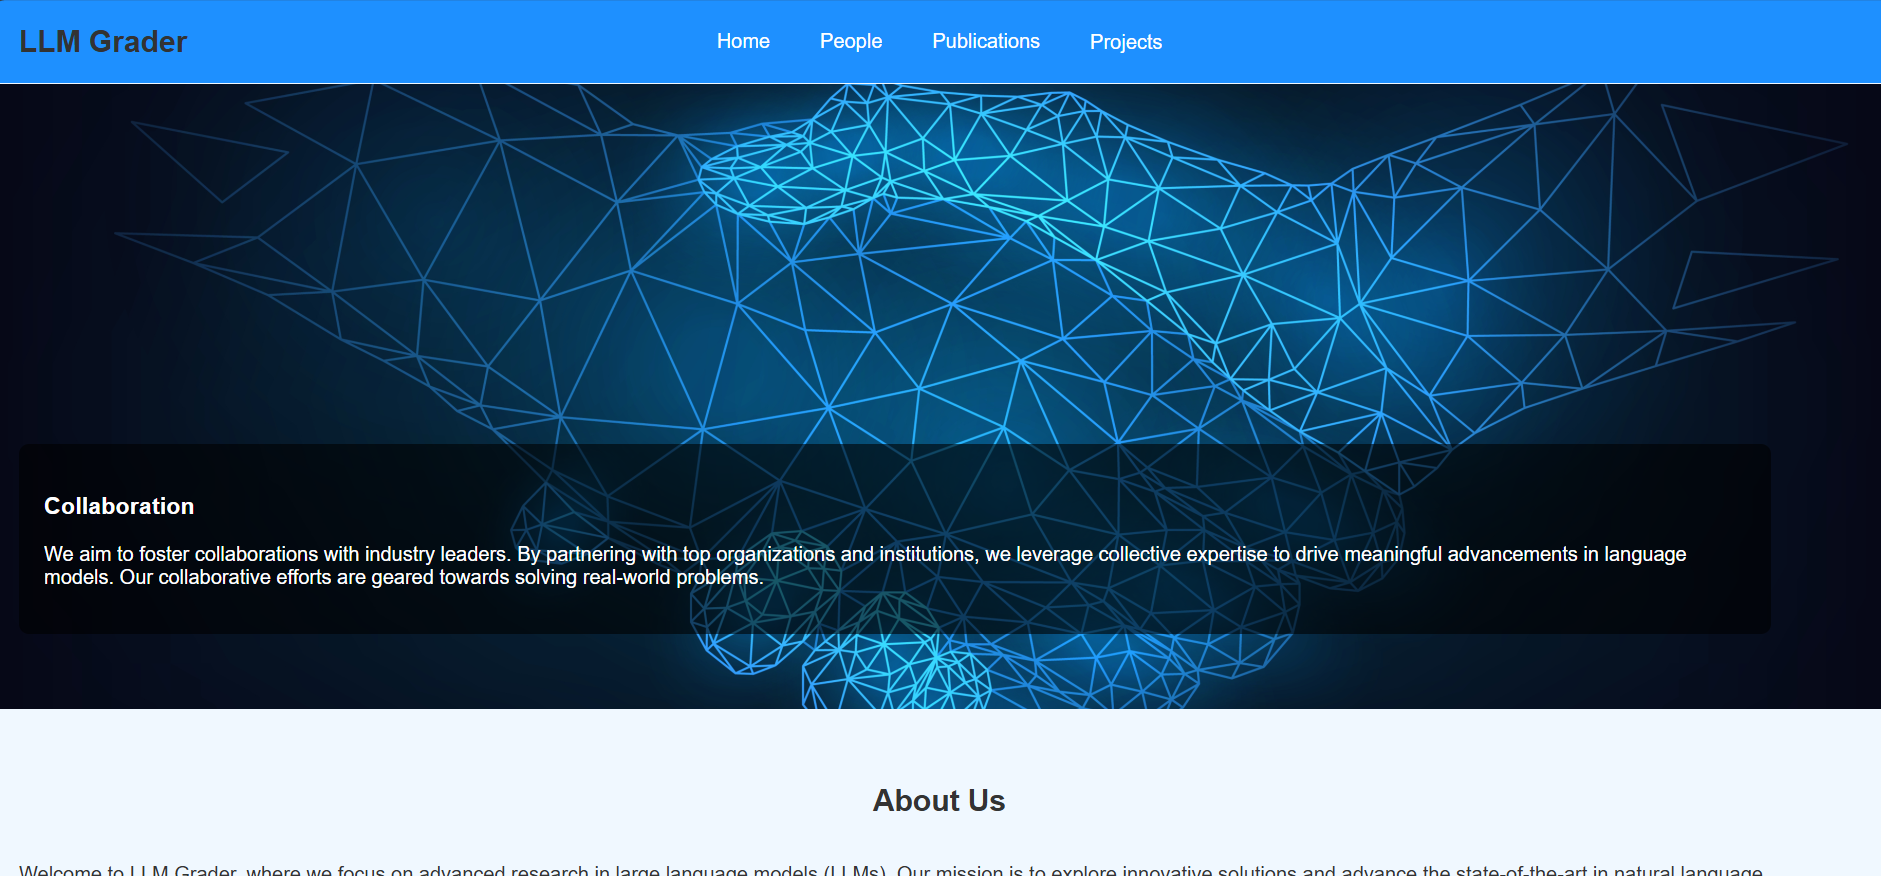 LLM Grader
Home People Publications Projects
Collaboration
We aim to foster collaborations with industry leaders. By partnering with top organizations and institutions, we leverage collective expertise to drive meaningful advancements in language
models. Our collaborative efforts are geared towards solving real-world problems.
About Us
Welcome to LLM Grader, where we focus on advanced research in large language models (LLMs). Our mission is to explore innovative solutions and advance the state-of-the-art in natural language